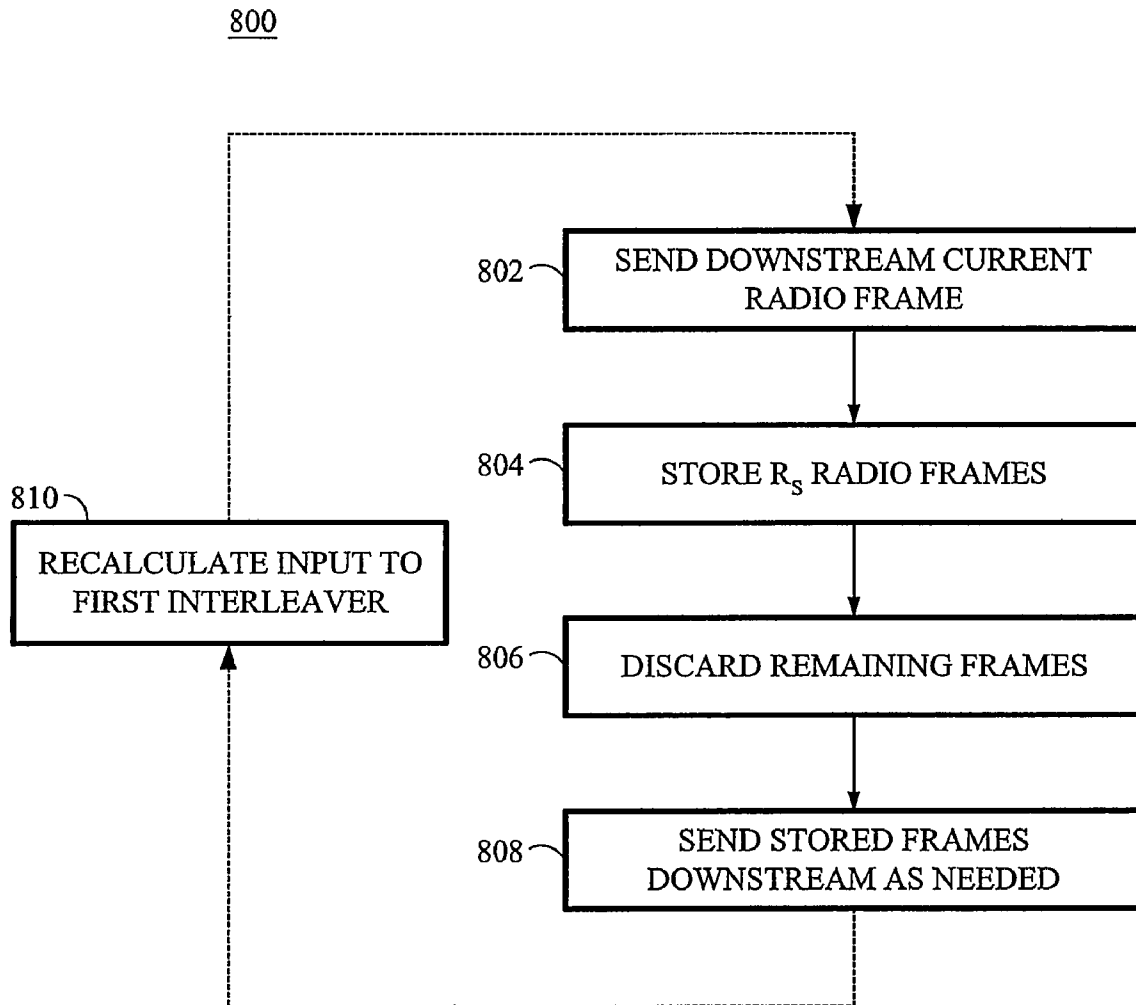 800
802
SEND DOWNSTREAM CURRENT
RADIO FRAME
804
STORE R_S RADIO FRAMES
810
RECALCULATE INPUT TO
FIRST INTERLEAVER
806
DISCARD REMAINING FRAMES
808
SEND STORED FRAMES
DOWNSTREAM AS NEEDED